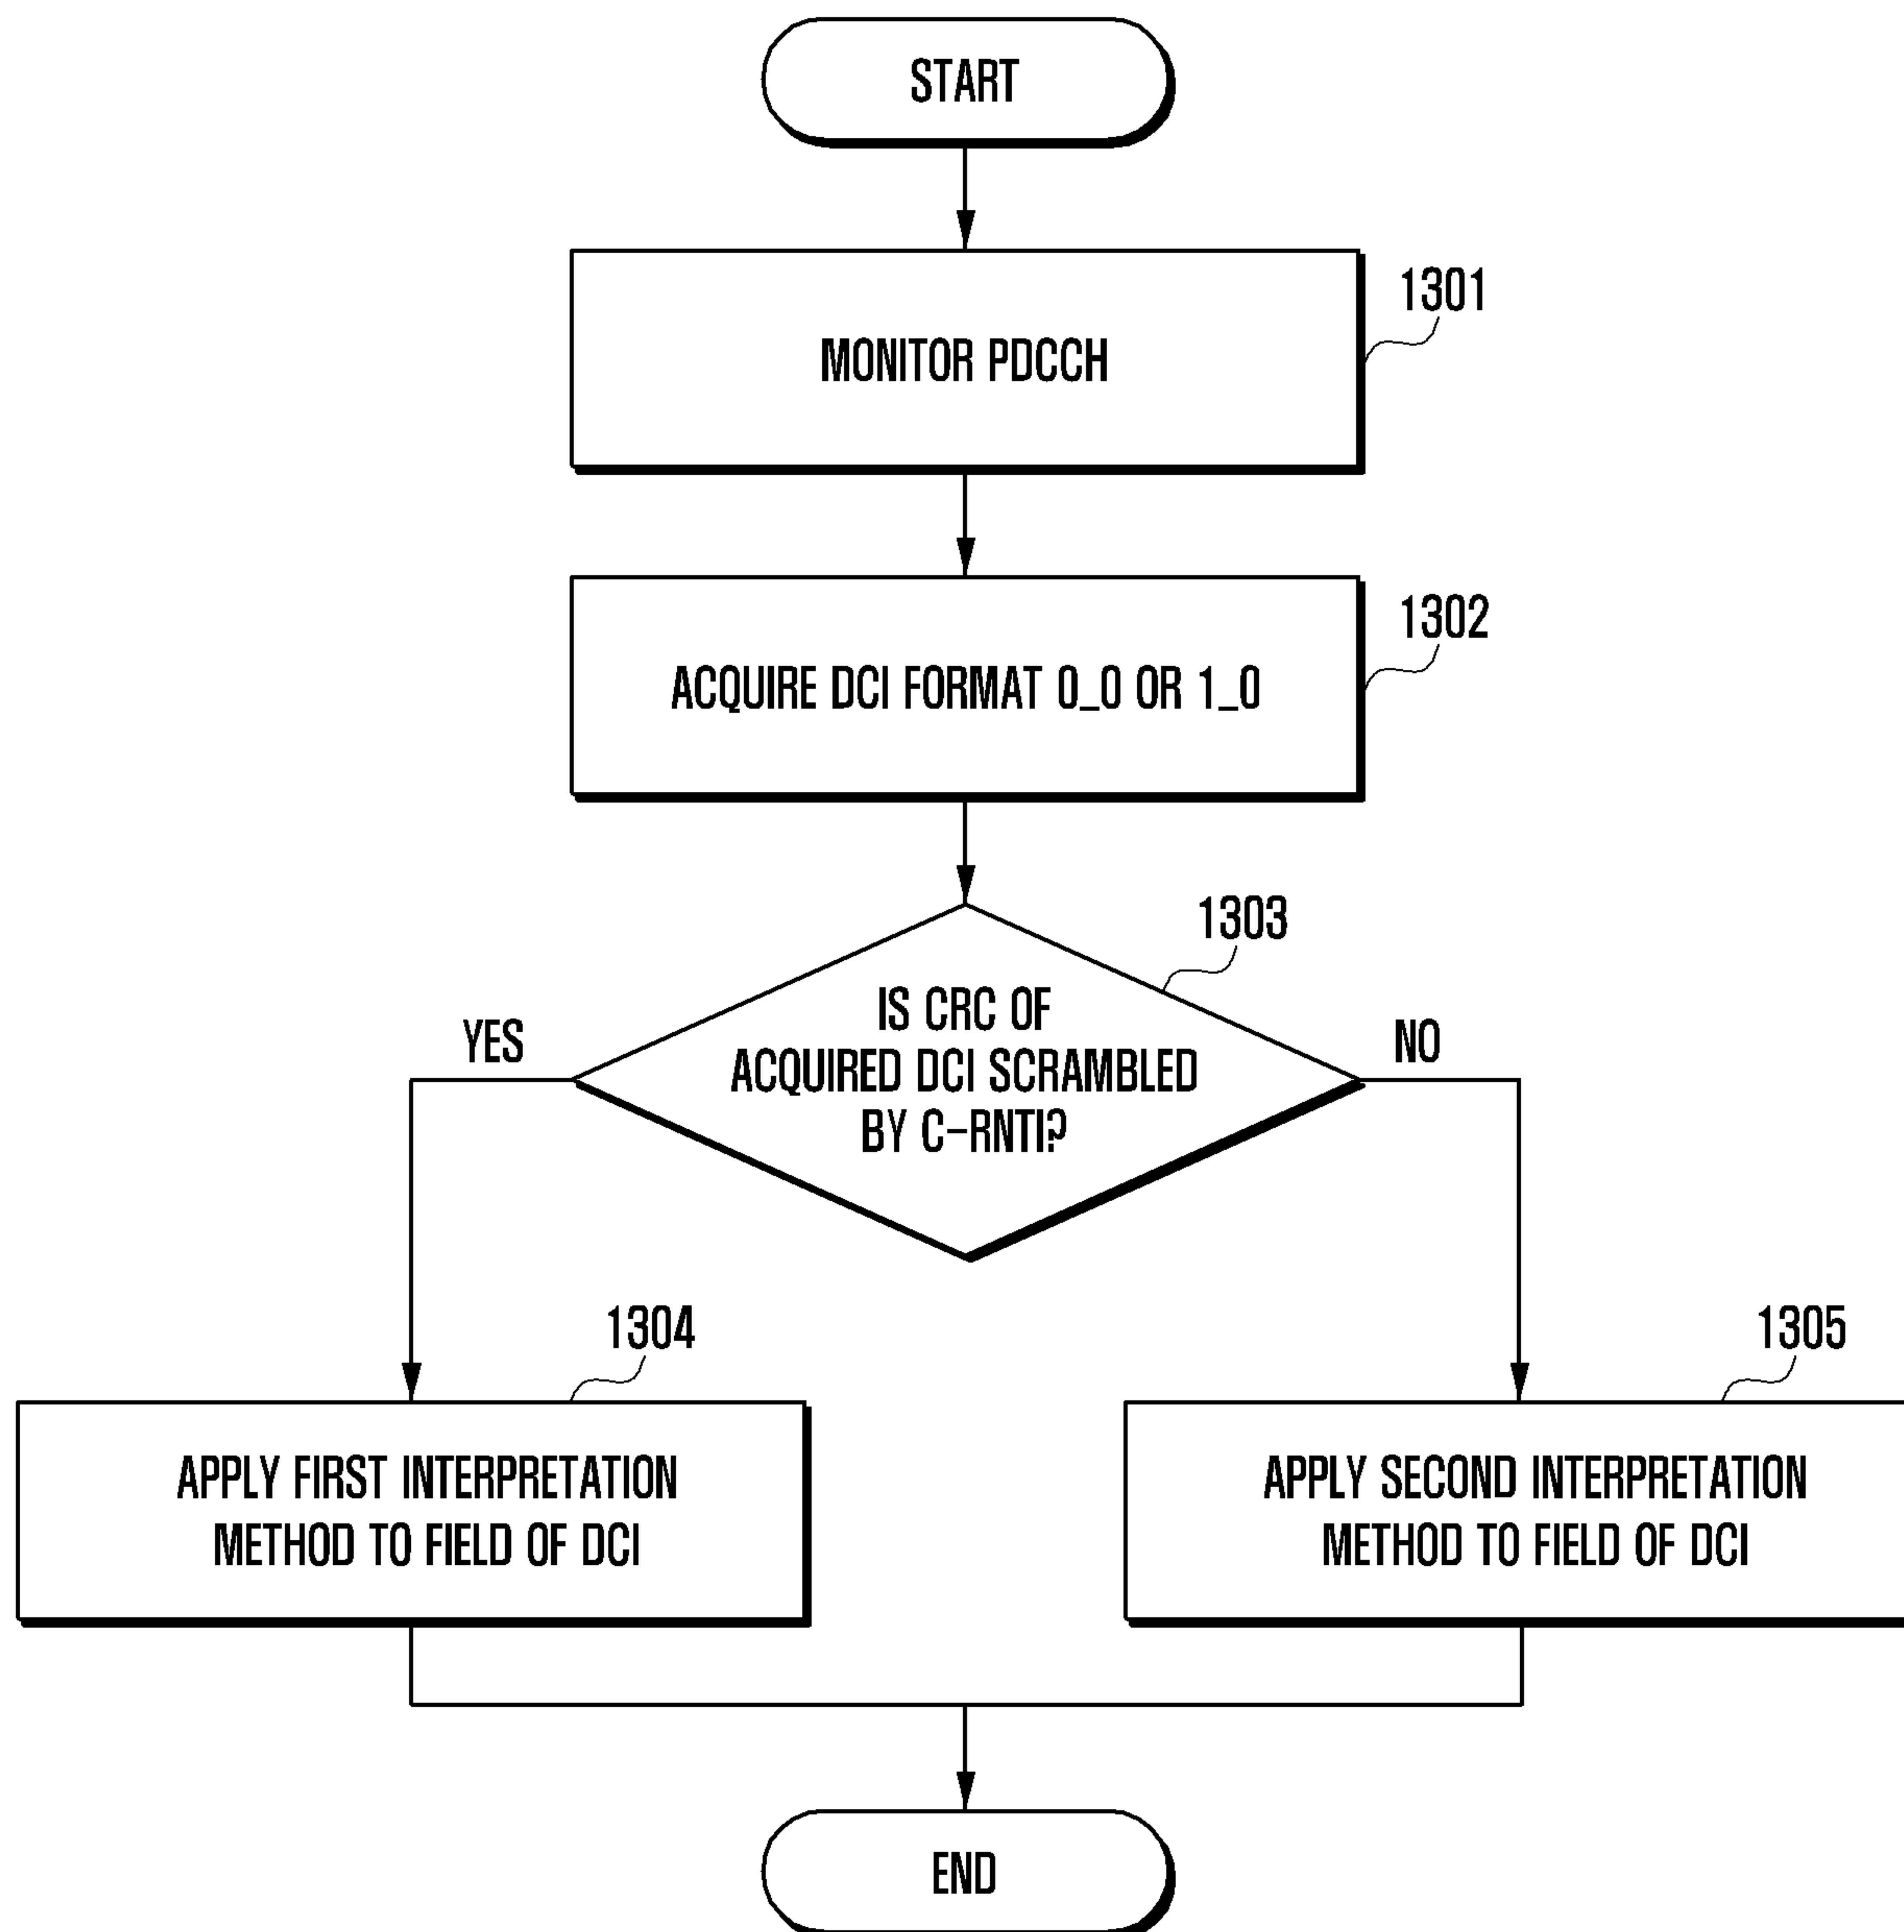 START
1301
MONITOR PDCCH
1302
ACQUIRE DCI FORMAT 0_0 OR 1_0
1303
IS CRC OF
ACQUIRED DCI SCRAMBLED
BY C-RNTI?
YES
NO
1304
APPLY FIRST INTERPRETATION
METHOD TO FIELD OF DCI
1305
APPLY SECOND INTERPRETATION
METHOD TO FIELD OF DCI
END